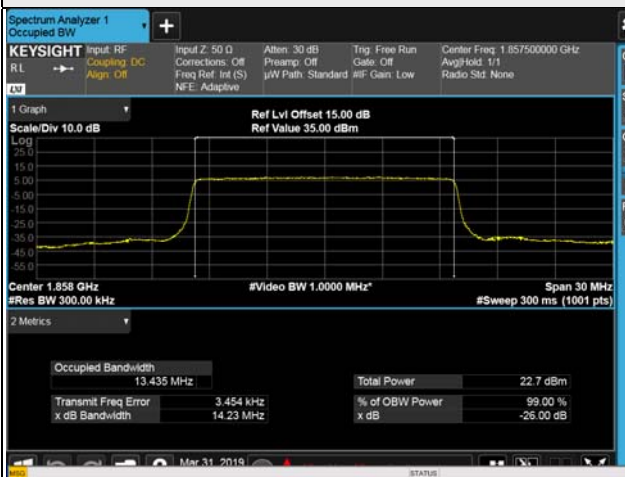 Spectrum Analyzer 1
Occupied BW
KEYSIGHT Input: RF Input Z: 50 Ω Atten: 30 dB Trig: Free Run Center Freq: 1.857500000 GHz
RL Coupling: DC Corrections: Off Preamp: Off Gate: Off Avg|Hold: 1/1
Align: Off Freq Ref: Int (S) µW Path: Standard #IF Gain: Low Radio Std: None
LXI NFE: Adaptive
1 Graph Ref Lvl Offset 15.00 dB
Scale/Div 10.0 dB Ref Value 35.00 dBm
Log
25.0
15.0
5.00
-5.00
-15.0
-25.0
-35.0
-45.0
-55.0
Center 1.858 GHz #Video BW 1.0000 MHz* Span 30 MHz
#Res BW 300.00 kHz #Sweep 300 ms (1001 pts)
2 Metrics
Occupied Bandwidth
13.435 MHz Total Power 22.7 dBm
Transmit Freq Error 3.454 kHz % of OBW Power 99.00 %
x dB Bandwidth 14.23 MHz x dB -26.00 dB
Mar 31, 2019
MSG STATUS